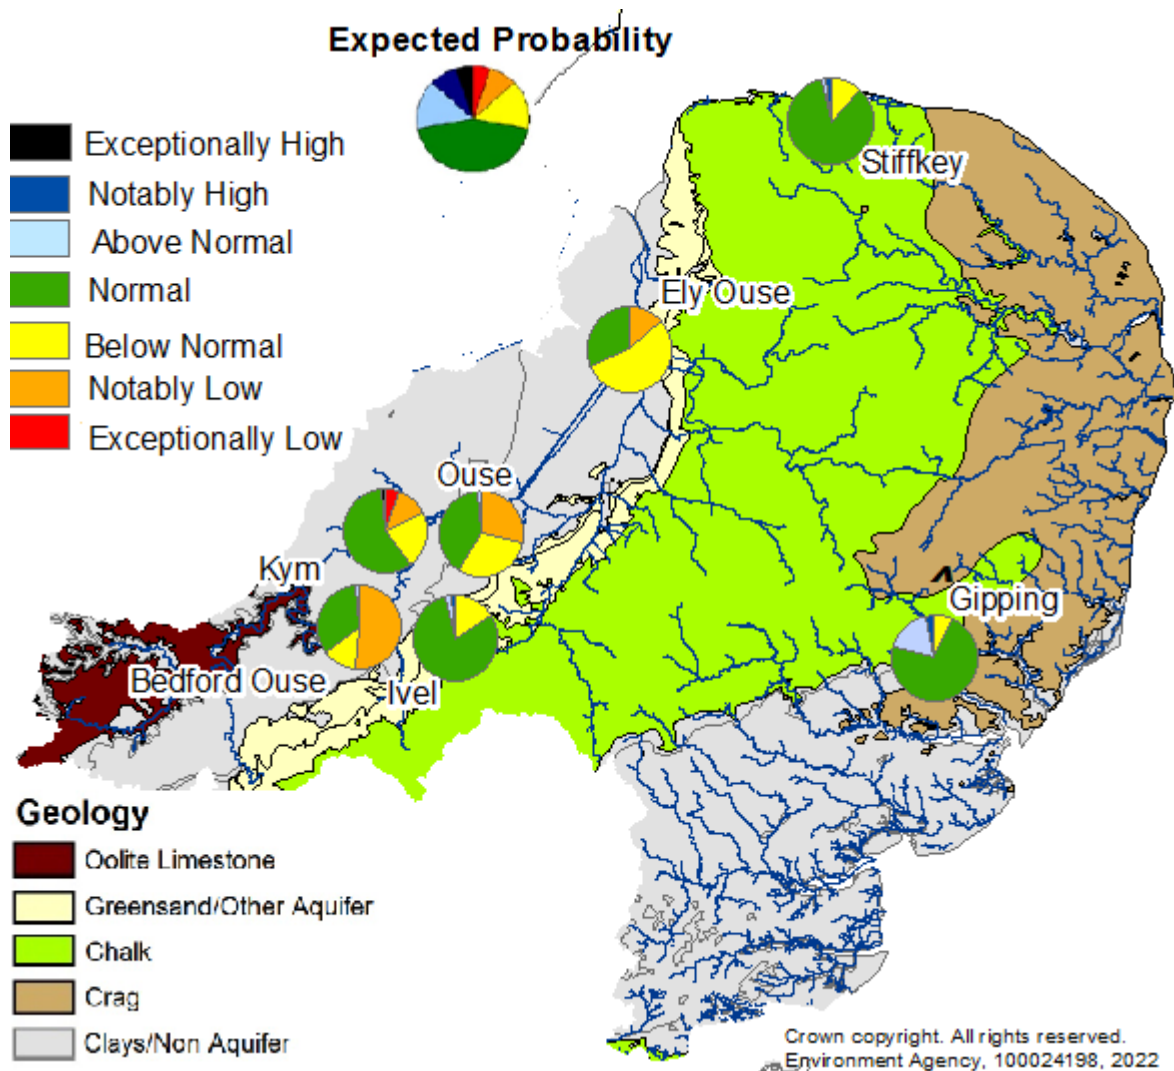 Expected Probability
Exceptionally High
Notably High
Above Normal
Normal
Below Normal
Notably Low
Exceptionally Low
Stiffkey
Ely Ouse
Ouse
Kym
Gipping
Bedford Ouse
Ivel
Geology
Oolite Limestone
Greensand/Other Aquifer
Chalk
Crag
Clays/Non Aquifer
Crown copyright. All rights reserved.
Environment Agency, 100024198, 2022